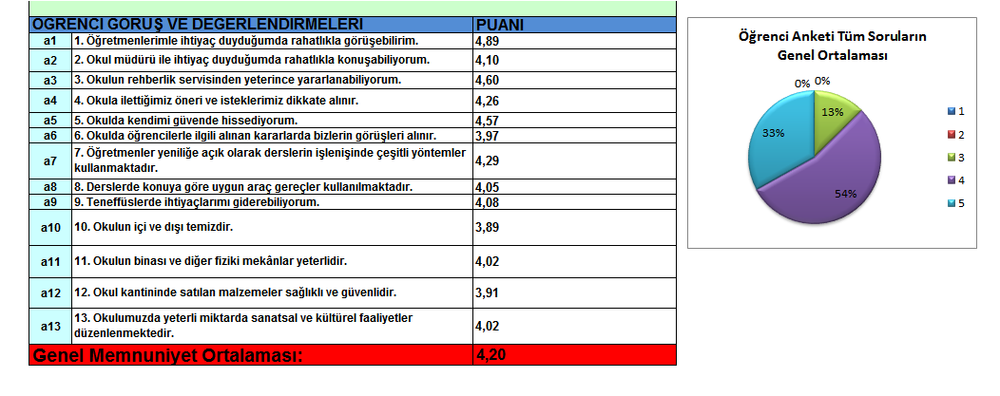 ÖĞRENCİ GÖRÜŞ VE DEĞERLENDİRMELERİ PUANI
a1 1. Öğretmenlerimle ihtiyaç duyduğumda rahatlıkla görüşebilirim. 4,89
a2 2. Okul müdürü ile ihtiyaç duyduğumda rahatlıkla konuşabiliyorum. 4,10
a3 3. Okulun rehberlik servisinden yeterince yararlanabiliyorum. 4,60
a4 4. Okula ilettiğimiz öneri ve isteklerimiz dikkate alınır. 4,26
a5 5. Okulda kendimi güvende hissediyorum. 4,57
a6 6. Okulda öğrencilerle ilgili alınan kararlarda bizlerin görüşleri alınır. 3,97
a7 7. Öğretmenler yeniliğe açık olarak derslerin işlenişinde çeşitli yöntemler
kullanmaktadır. 4,29
a8 8. Derslerde konuya göre uygun araç gereçler kullanılmaktadır. 4,05
a9 9. Teneffüslerde ihtiyaçlarımı giderebiliyorum. 4,08
a10 10. Okulun içi ve dışı temizdir. 3,89
a11 11. Okulun binası ve diğer fiziki mekânlar yeterlidir. 4,02
a12 12. Okul kantininde satılan malzemeler sağlıklı ve güvenlidir. 3,91
a13 13. Okulumuzda yeterli miktarda sanatsal ve kültürel faaliyetler
düzenlenmektedir. 4,02
Genel Memnuniyet Ortalaması: 4,20
Öğrenci Anketi Tüm Soruların
Genel Ortalaması
0% 0%
13%
33%
54%
1
2
3
4
5